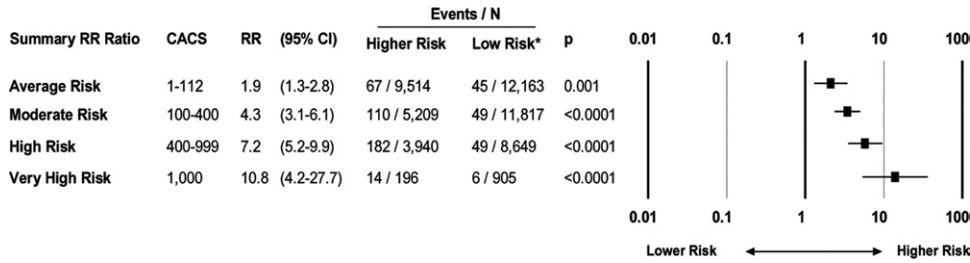 Events / N
Summary RR Ratio CACS RR (95% CI) Higher Risk Low Risk* p 0.01 0.1 1 10 100
Average Risk 1-112 1.9 (1.3-2.8) 67 / 9,514 45 / 12,163 0.001
Moderate Risk 100-400 4.3 (3.1-6.1) 110 / 5,209 49 / 11,817 <0.0001
High Risk 400-999 7.2 (5.2-9.9) 182 / 3,940 49 / 8,649 <0.0001
Very High Risk 1,000 10.8 (4.2-27.7) 14 / 196 6 / 905 <0.0001
0.01 0.1 1 10 100
Lower Risk Higher Risk